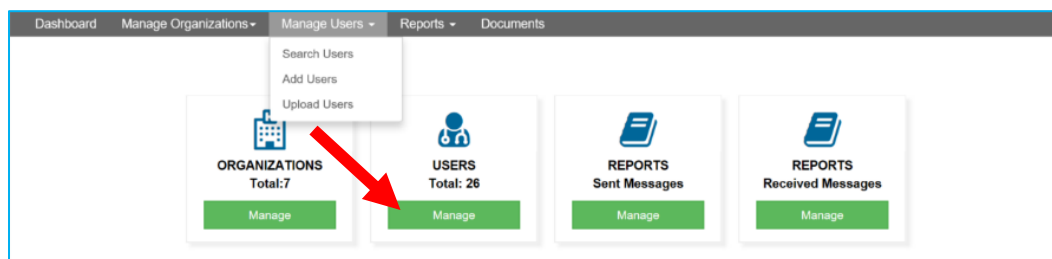 Dashboard Manage Organizations Manage Users Reports Documents
Search Users
Add Users
Upload Users
ORGANIZATIONS
Total:7
Manage
USERS
Total: 26
Manage
REPORTS
Sent Messages
Manage
REPORTS
Received Messages
Manage